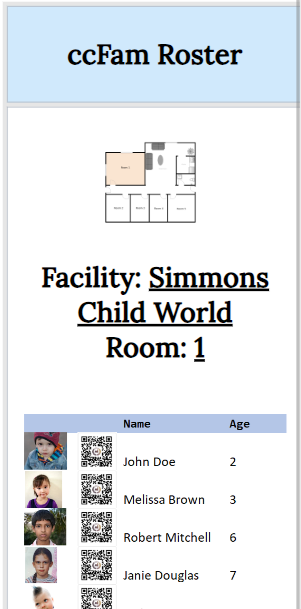 ccFam Roster
Facility: Simmons
Child World
Room: 1
Name Age
John Doe 2
Melissa Brown 3
Robert Mitchell 6
Janie Douglas 7